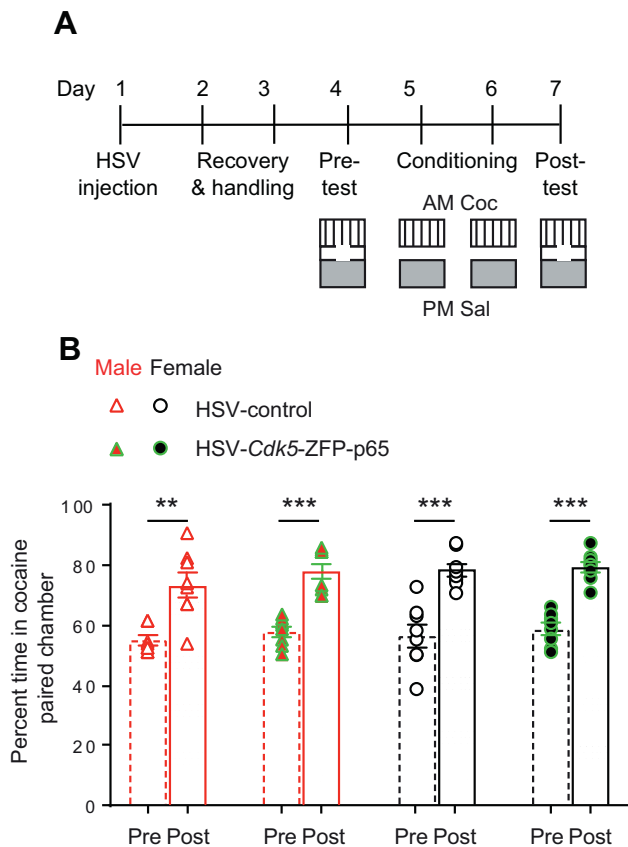 A
Day 1 2 3 4 5 6 7
HSV injection
Recovery & handling
Pre-test
Conditioning
Post-test
AM Coc
PM Sal
B
Male Female
HSV-control
HSV-Cdk5-ZFP-p65
Percent time in cocaine
paired chamber
100
80
60
40
20
0
** *** *** ***
Pre Post Pre Post Pre Post Pre Post